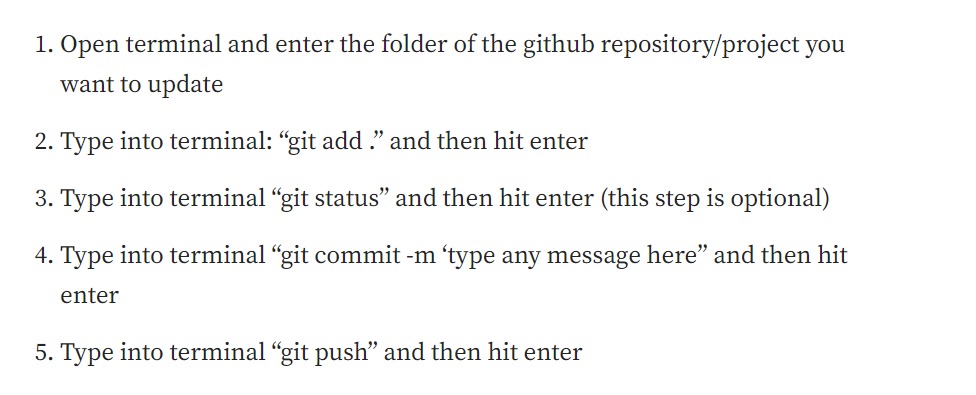 1. Open terminal and enter the folder of the github repository/project you
want to update
2. Type into terminal: “git add .” and then hit enter
3. Type into terminal “git status” and then hit enter (this step is optional)
4. Type into terminal “git commit -m ‘type any message here” and then hit
enter
5. Type into terminal “git push” and then hit enter